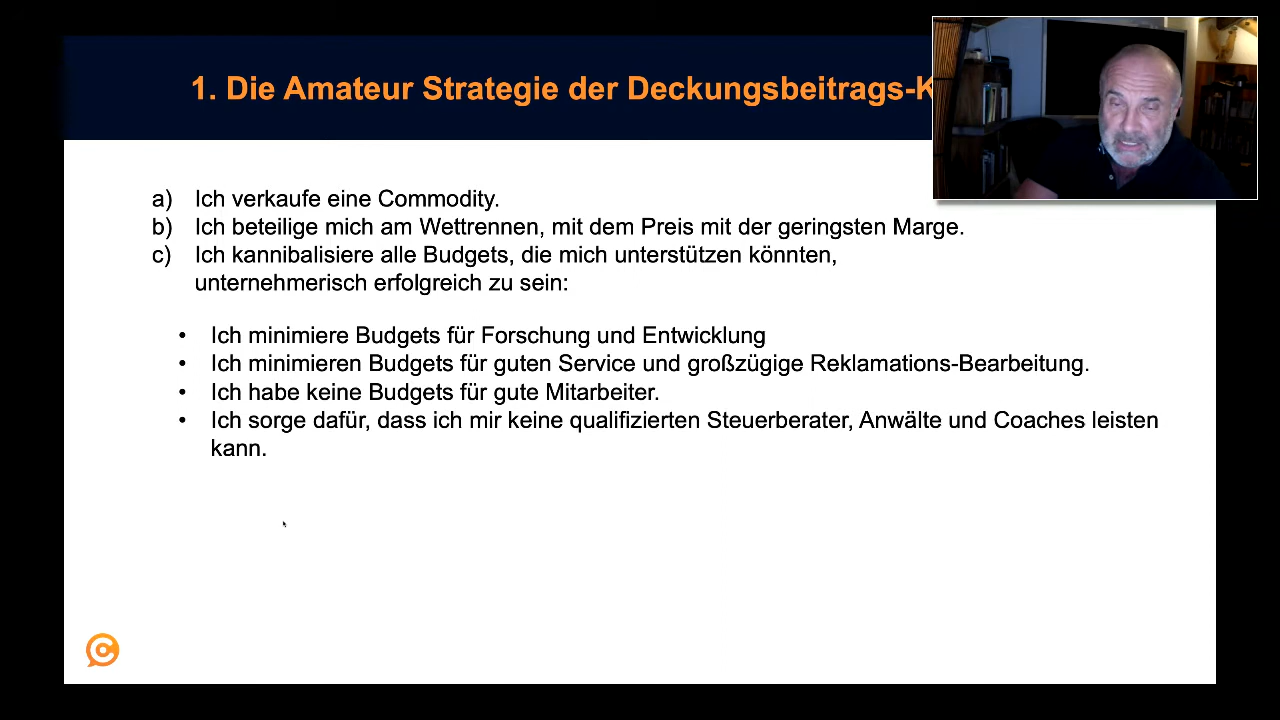 1. Die Amateur Strategie der Deckungsbeitrags-
a) Ich verkaufe eine Commodity.
b) Ich beteilige mich am Wettrennen, mit dem Preis mit der geringsten Marge.
c) Ich kannibalisiere alle Budgets, die mich unterstützen könnten,
unternehmerisch erfolgreich zu sein:
• Ich minimiere Budgets für Forschung und Entwicklung
• Ich minimieren Budgets für guten Service und großzügige Reklamations-Bearbeitung.
• Ich habe keine Budgets für gute Mitarbeiter.
• Ich sorge dafür, dass ich mir keine qualifizierten Steuerberater, Anwälte und Coaches leisten
kann.